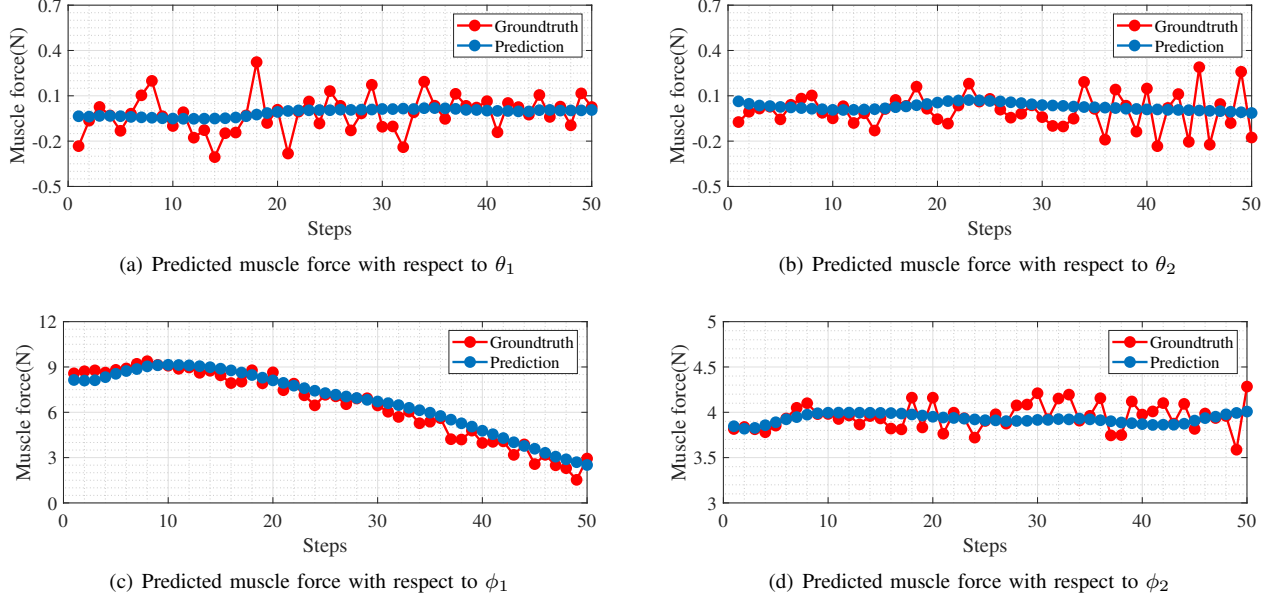 0.7
0.4
0.1
-0.2
-0.5
Muscle force(N)
Groundtruth
Prediction
0 10 20 30 40 50
Steps
(a) Predicted muscle force with respect to θ1
0.7
0.4
0.1
-0.2
-0.5
Muscle force(N)
Groundtruth
Prediction
0 10 20 30 40 50
Steps
(b) Predicted muscle force with respect to θ2
12
9
6
3
0
Muscle force(N)
Groundtruth
Prediction
0 10 20 30 40 50
Steps
(c) Predicted muscle force with respect to ϕ1
5
4.5
4
3.5
3
Muscle force(N)
Groundtruth
Prediction
0 10 20 30 40 50
Steps
(d) Predicted muscle force with respect to ϕ2